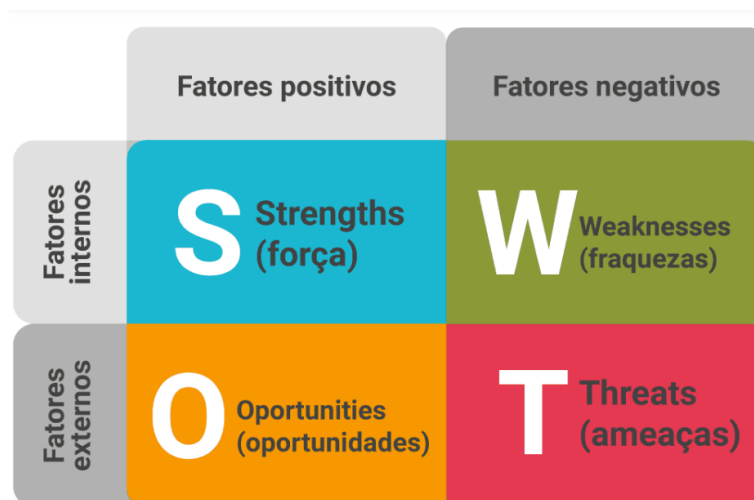 Fatores positivos
Fatores negativos
Fatores
internos
S
Strengths
(força)
W
Weaknesses
(fraquezas)
Fatores
externos
O
Oportunities
(oportunidades)
T
Threats
(ameaças)